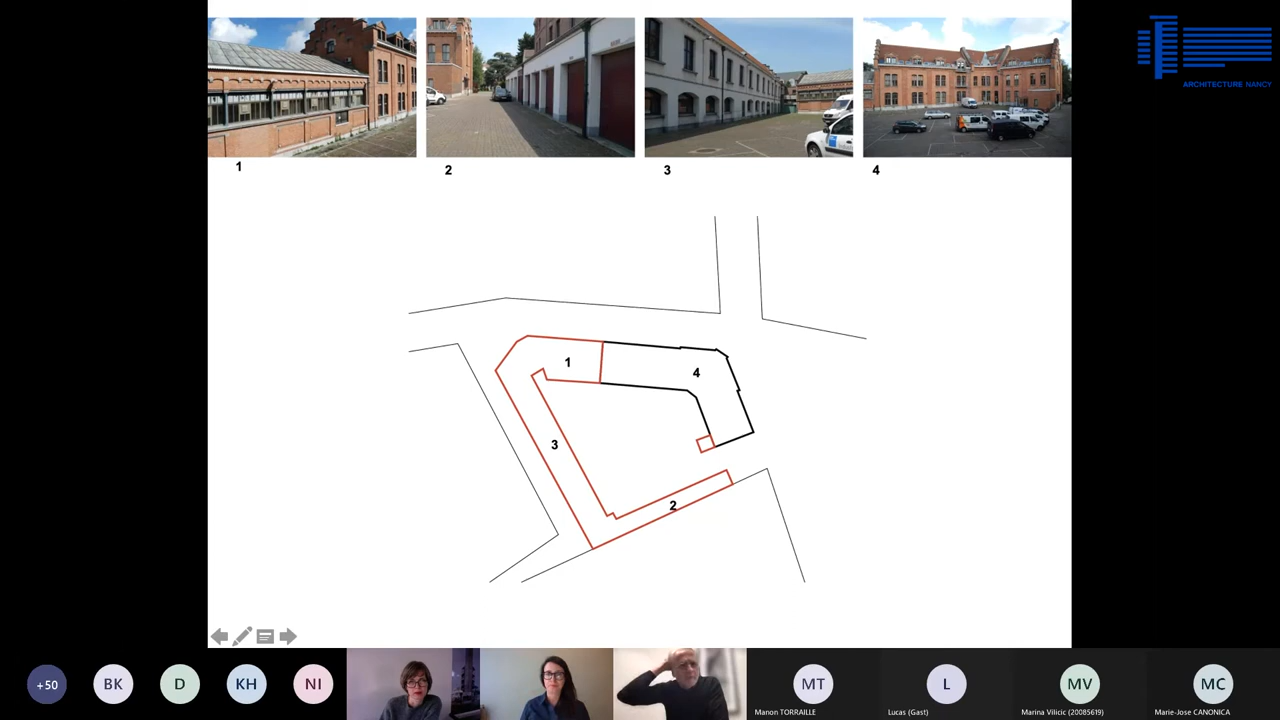 ARCHITECTURE NANCY
1
2
3
4
1
4
3
2
+50
BK
D
KH
NI
MT
L
MV
MC
Manon TORRAILLE
Lucas (Gast)
Marina Vilicic (20085619)
Marie-Jose CANONICA